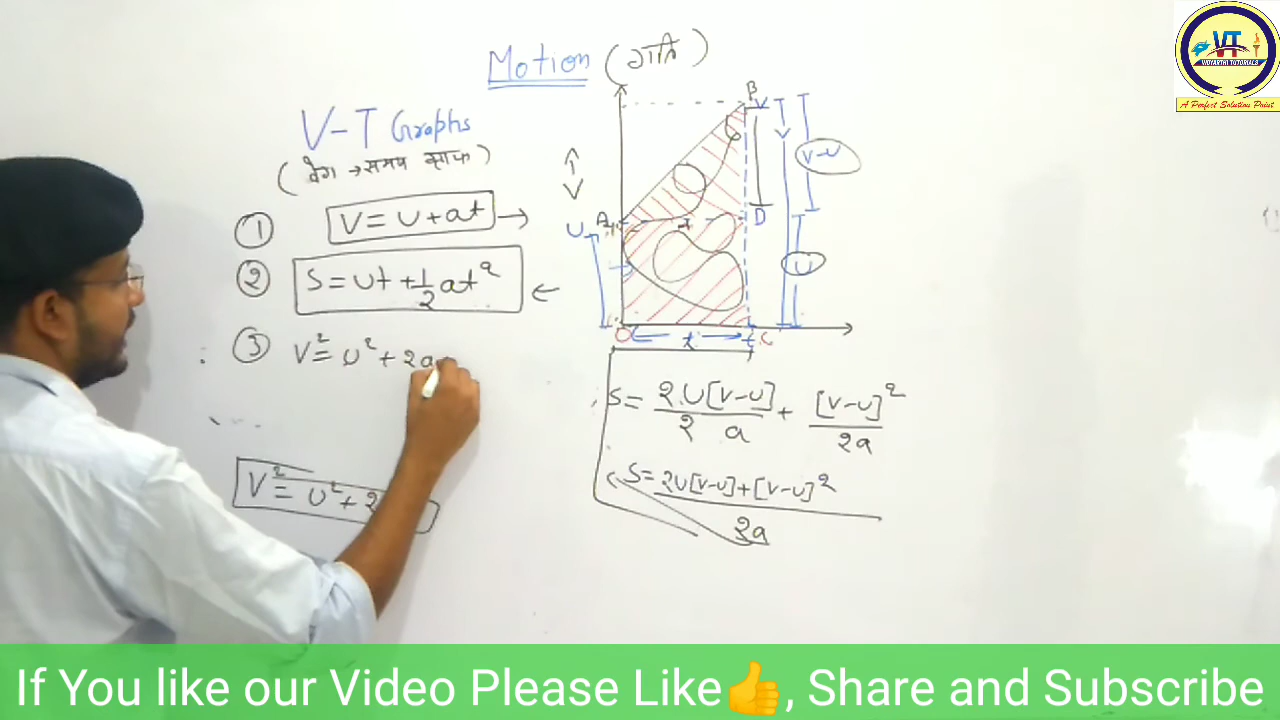 Motion (गति)
V-T Graphs
(वेग → समय ग्राफ)
① V = U + at →
② S = Ut + 1/2 at² ←
③ V² = U² + 2a
V² = U² + 2
B
V
V-U
A
D
U
U
V
t
O
t
C
S = 2.U[V-U]/2 a + [V-U]²/2a
S = 2U[V-U] + [V-U]²/2a
VT
VIDYARTHI TUTORIALS
A Perfect Solution Point
If You like our Video Please Like👍, Share and Subscribe